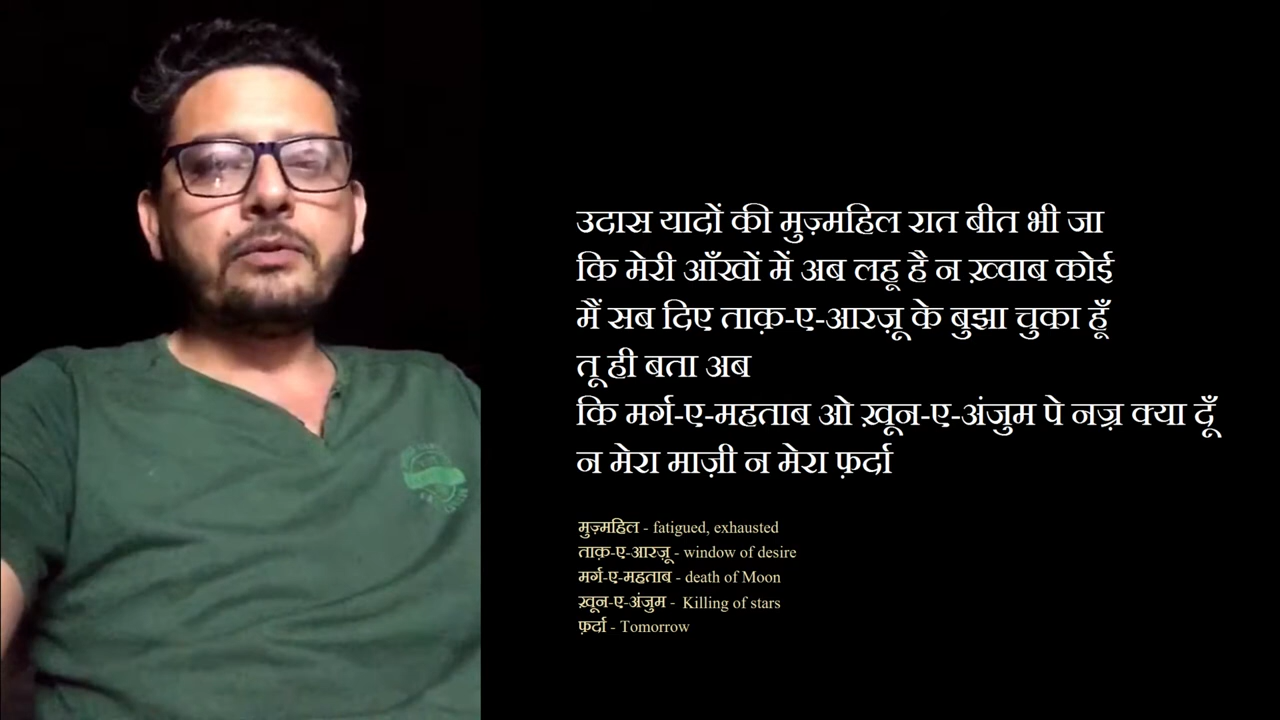 उदास यादों की मुज़्महिल रात बीत भी जा
कि मेरी आँखों में अब लहू है न ख़्वाब कोई
मैं सब दिए ताक़-ए-आरज़ू के बुझा चुका हूँ
तू ही बता अब
कि मर्ग-ए-महताब ओ ख़ून-ए-अंजुम पे नज़्र क्या दूँ
न मेरा माज़ी न मेरा फ़र्दा
मुज़्महिल - fatigued, exhausted
ताक़-ए-आरज़ू - window of desire
मर्ग-ए-महताब - death of Moon
ख़ून-ए-अंजुम - Killing of stars
फ़र्दा - Tomorrow